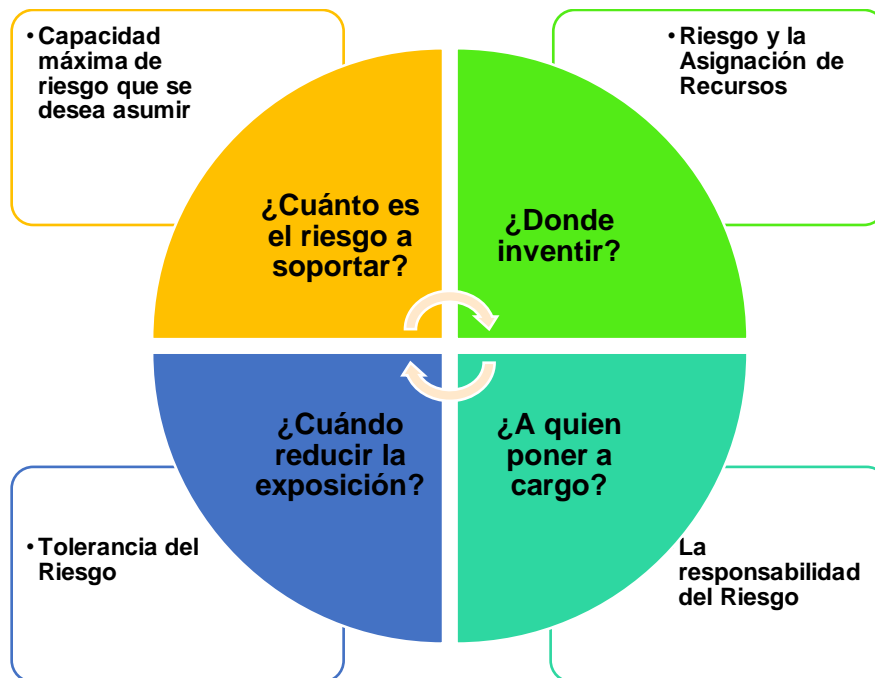 • Capacidad
máxima de
riesgo que se
desea asumir
• Riesgo y la
Asignación de
Recursos
¿Cuánto es
el riesgo a
soportar?
¿Donde
inventir?
¿Cuándo
reducir la
exposición?
¿A quien
poner a
cargo?
• Tolerancia del
Riesgo
La
responsabilidad
del Riesgo